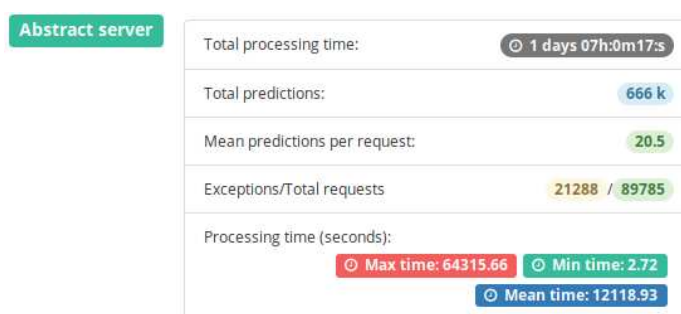 Abstract server
Total processing time: 1 days 07h:0m17:s
Total predictions: 666 k
Mean predictions per request: 20.5
Exceptions/Total requests 21288 / 89785
Processing time (seconds):
Max time: 64315.66 Min time: 2.72
Mean time: 12118.93